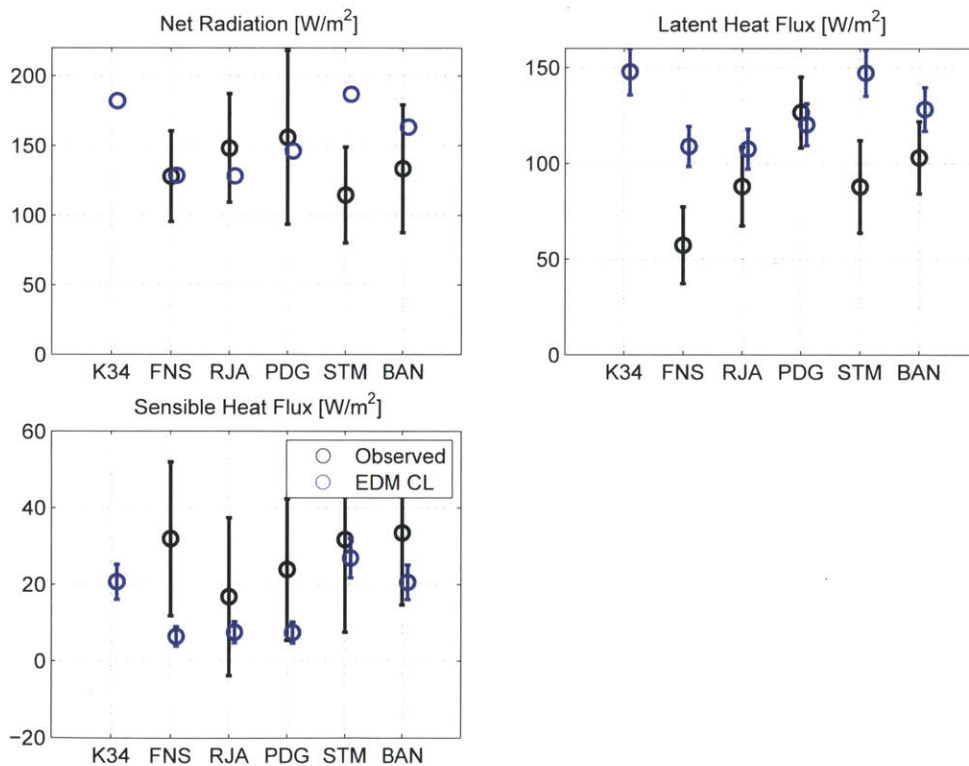 Net Radiation [W/m²]
200
150
100
50
0
K34 FNS RJA PDG STM BAN
Latent Heat Flux [W/m²]
150
100
50
0
K34 FNS RJA PDG STM BAN
Sensible Heat Flux [W/m²]
60
40
20
0
−20
K34 FNS RJA PDG STM BAN
Observed
EDM CL